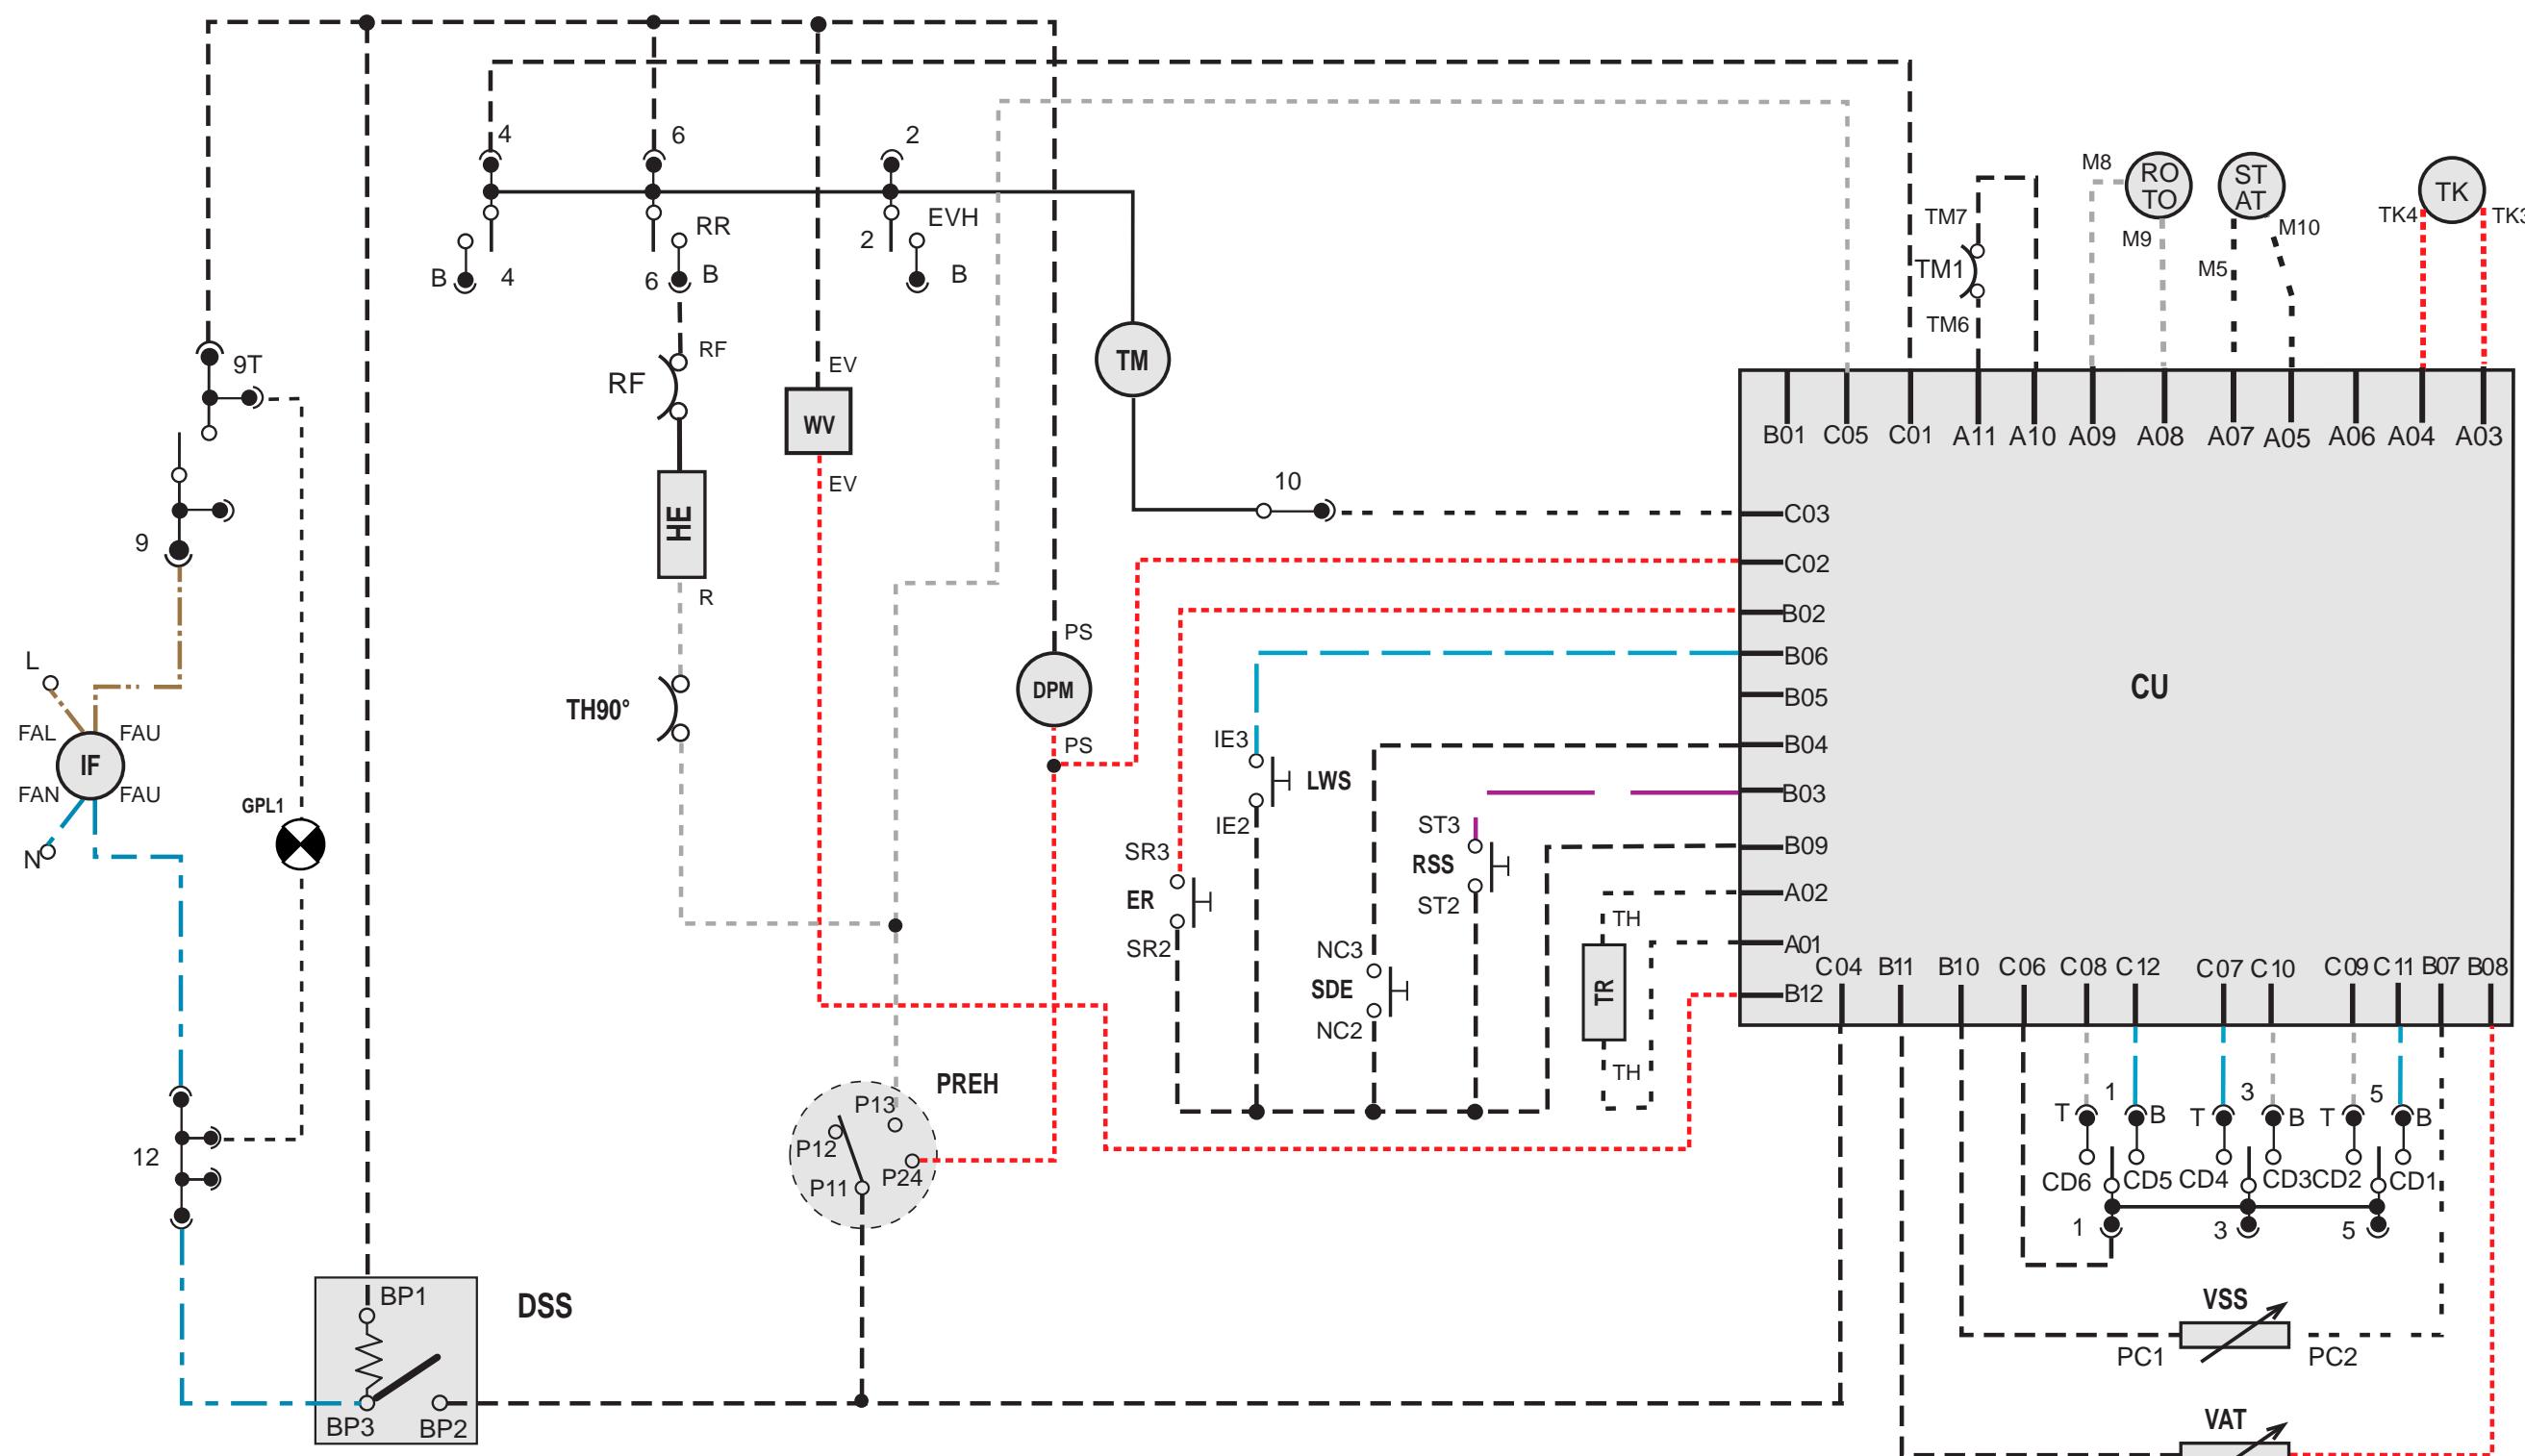 4
6
2
RR
EVH
2
B
4
6
B
B
9T
RF
RF
EV
WV
EV
HE
R
TH90°
9
L
FAL
FAU
IF
FAN
FAU
N
GPL1
12
TM
10
PS
DPM
PS
M8
RO
TO
M9
ST
AT
M10
M5
TK
TK4
TK3
TM7
TM1
TM6
B01 C05 C01 A11 A10 A09 A08 A07 A05 A06 A04 A03
C03
C02
B02
B06
B05
B04
B03
B09
A02
A01
B12
CU
IE3
LWS
IE2
SR3
ER
SR2
ST3
RSS
ST2
NC3
SDE
NC2
TH
TR
TH
C04 B11 B10 C06 C08 C12 C07 C10 C09 C11 B07 B08
PREH
P13
P12
P24
P11
1 3 5
T B T B T B
CD6 CD5 CD4 CD3 CD2 CD1
1 3 5
BP1
DSS
BP3
BP2
VSS
PC1 PC2
VAT